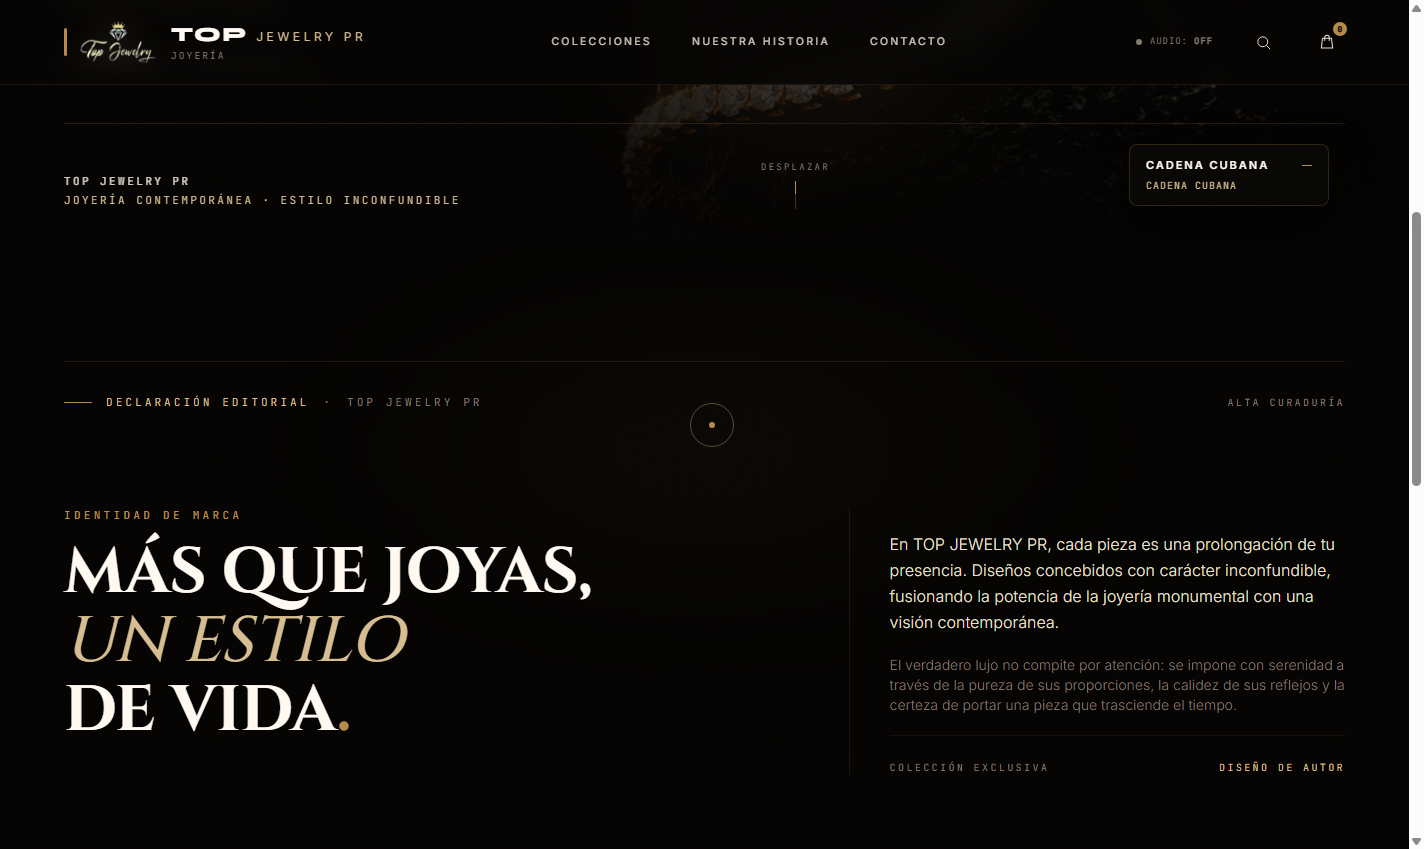 Top Jewelry
TOP JEWELRY PR
JOYERÍA
COLECCIONES
NUESTRA HISTORIA
CONTACTO
AUDIO: OFF
0
DESPLAZAR
CADENA CUBANA —
CADENA CUBANA
TOP JEWELRY PR
JOYERÍA CONTEMPORÁNEA · ESTILO INCONFUNDIBLE
DECLARACIÓN EDITORIAL · TOP JEWELRY PR
ALTA CURADURÍA
IDENTIDAD DE MARCA
MÁS QUE JOYAS,
UN ESTILO
DE VIDA.
En TOP JEWELRY PR, cada pieza es una prolongación de tu
presencia. Diseños concebidos con carácter inconfundible,
fusionando la potencia de la joyería monumental con una
visión contemporánea.
El verdadero lujo no compite por atención: se impone con serenidad a
través de la pureza de sus proporciones, la calidez de sus reflejos y la
certeza de portar una pieza que trasciende el tiempo.
COLECCIÓN EXCLUSIVA
DISEÑO DE AUTOR